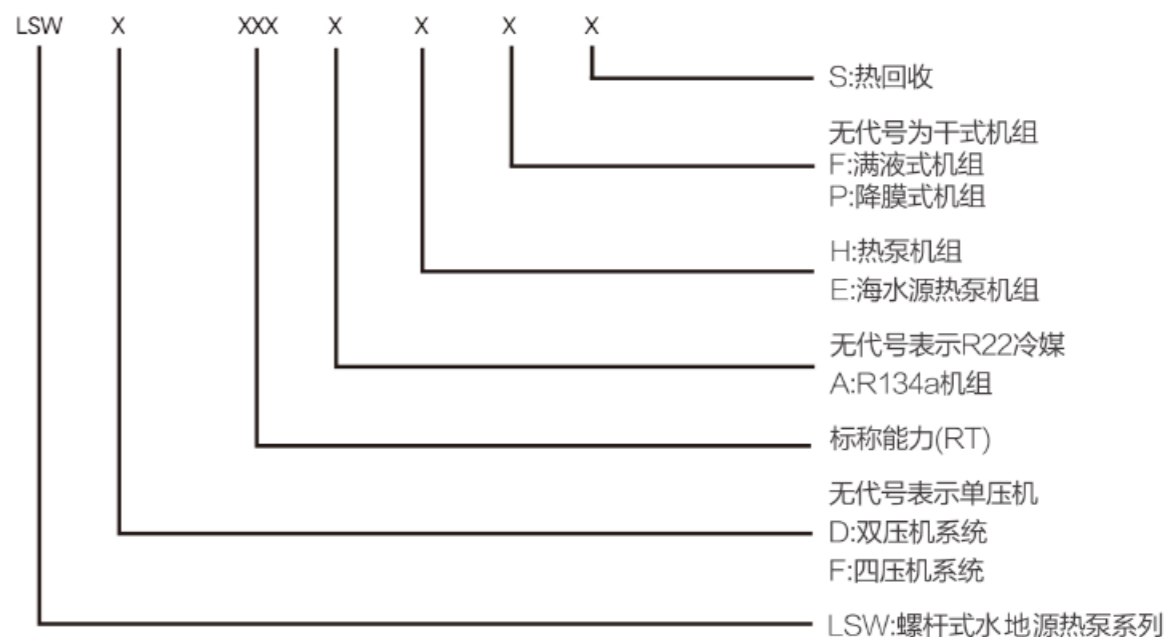 LSW X XXX X X X X
S:热回收
无代号为干式机组
F:满液式机组
P:降膜式机组
H:热泵机组
E:海水源热泵机组
无代号表示R22冷媒
A:R134a机组
标称能力(RT)
无代号表示单压机
D:双压机系统
F:四压机系统
LSW:螺杆式水地源热泵系列